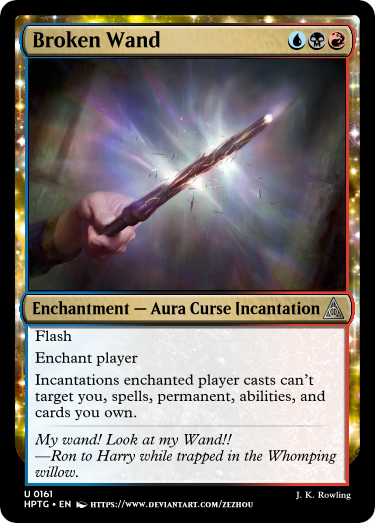 Broken Wand
Enchantment — Aura Curse Incantation
Flash
Enchant player
Incantations enchanted player casts can't
target you, spells, permanent, abilities, and
cards you own.
My wand! Look at my Wand!!
—Ron to Harry while trapped in the Whomping
willow.
U 0161
J. K. Rowling
HPTG • EN HTTPS://WWW.DEVIANTART.COM/ZEZHOU